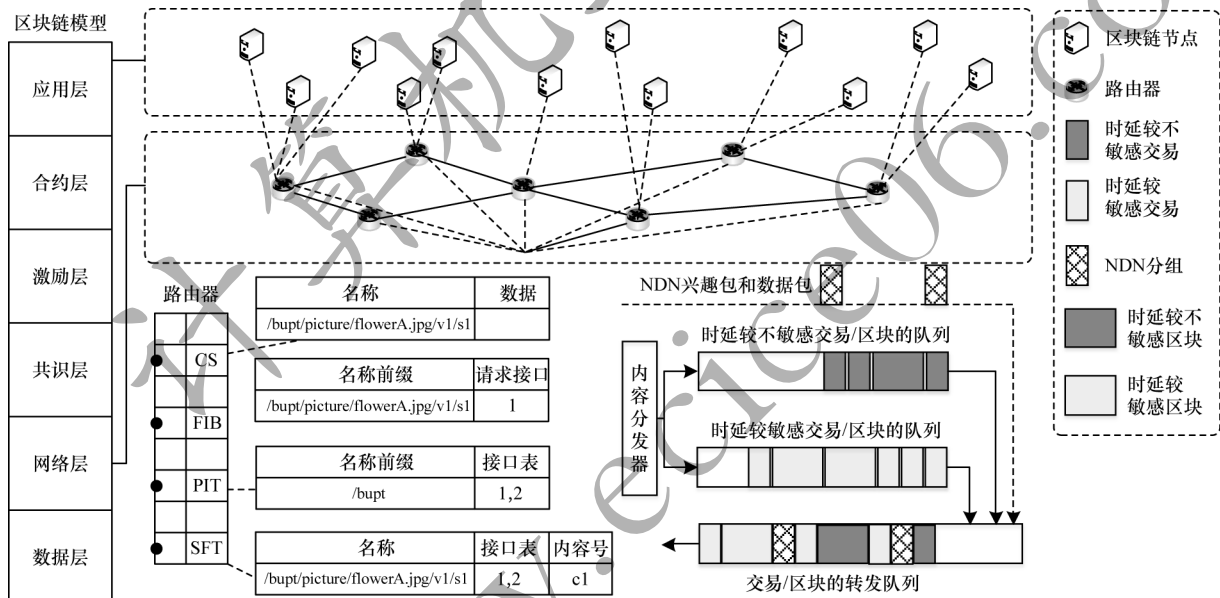 区块链模型
应用层
合约层
激励层
共识层
网络层
数据层
路由器
CS
FIB
PIT
SFT
名称 数据
/bupt/picture/flowerA.jpg/v1/s1
名称前缀 请求接口
/bupt/picture/flowerA.jpg/v1/s1 1
名称前缀 接口表
/bupt 1,2
名称 接口表 内容号
/bupt/picture/flowerA.jpg/v1/s1 1,2 c1
NDN兴趣包和数据包
时延较不敏感交易/区块的队列
内容分发器
时延较敏感交易/区块的队列
交易/区块的转发队列
区块链节点
路由器
时延较不
敏感交易
时延较
敏感交易
NDN分组
时延较不
敏感区块
时延较
敏感区块
计算机
v.ecice06.co